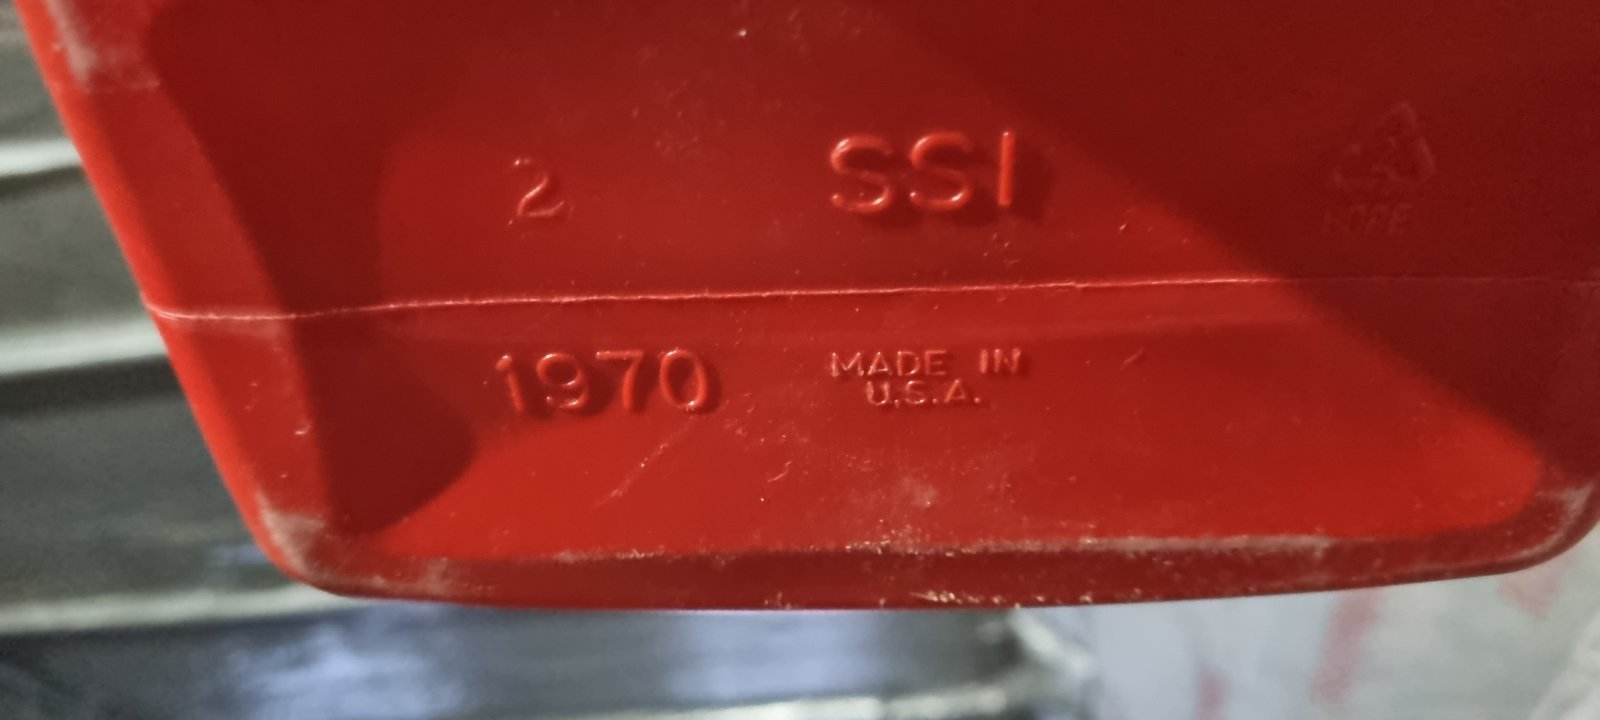 2 SSI
HDPE
1970 MADE IN
U.S.A.